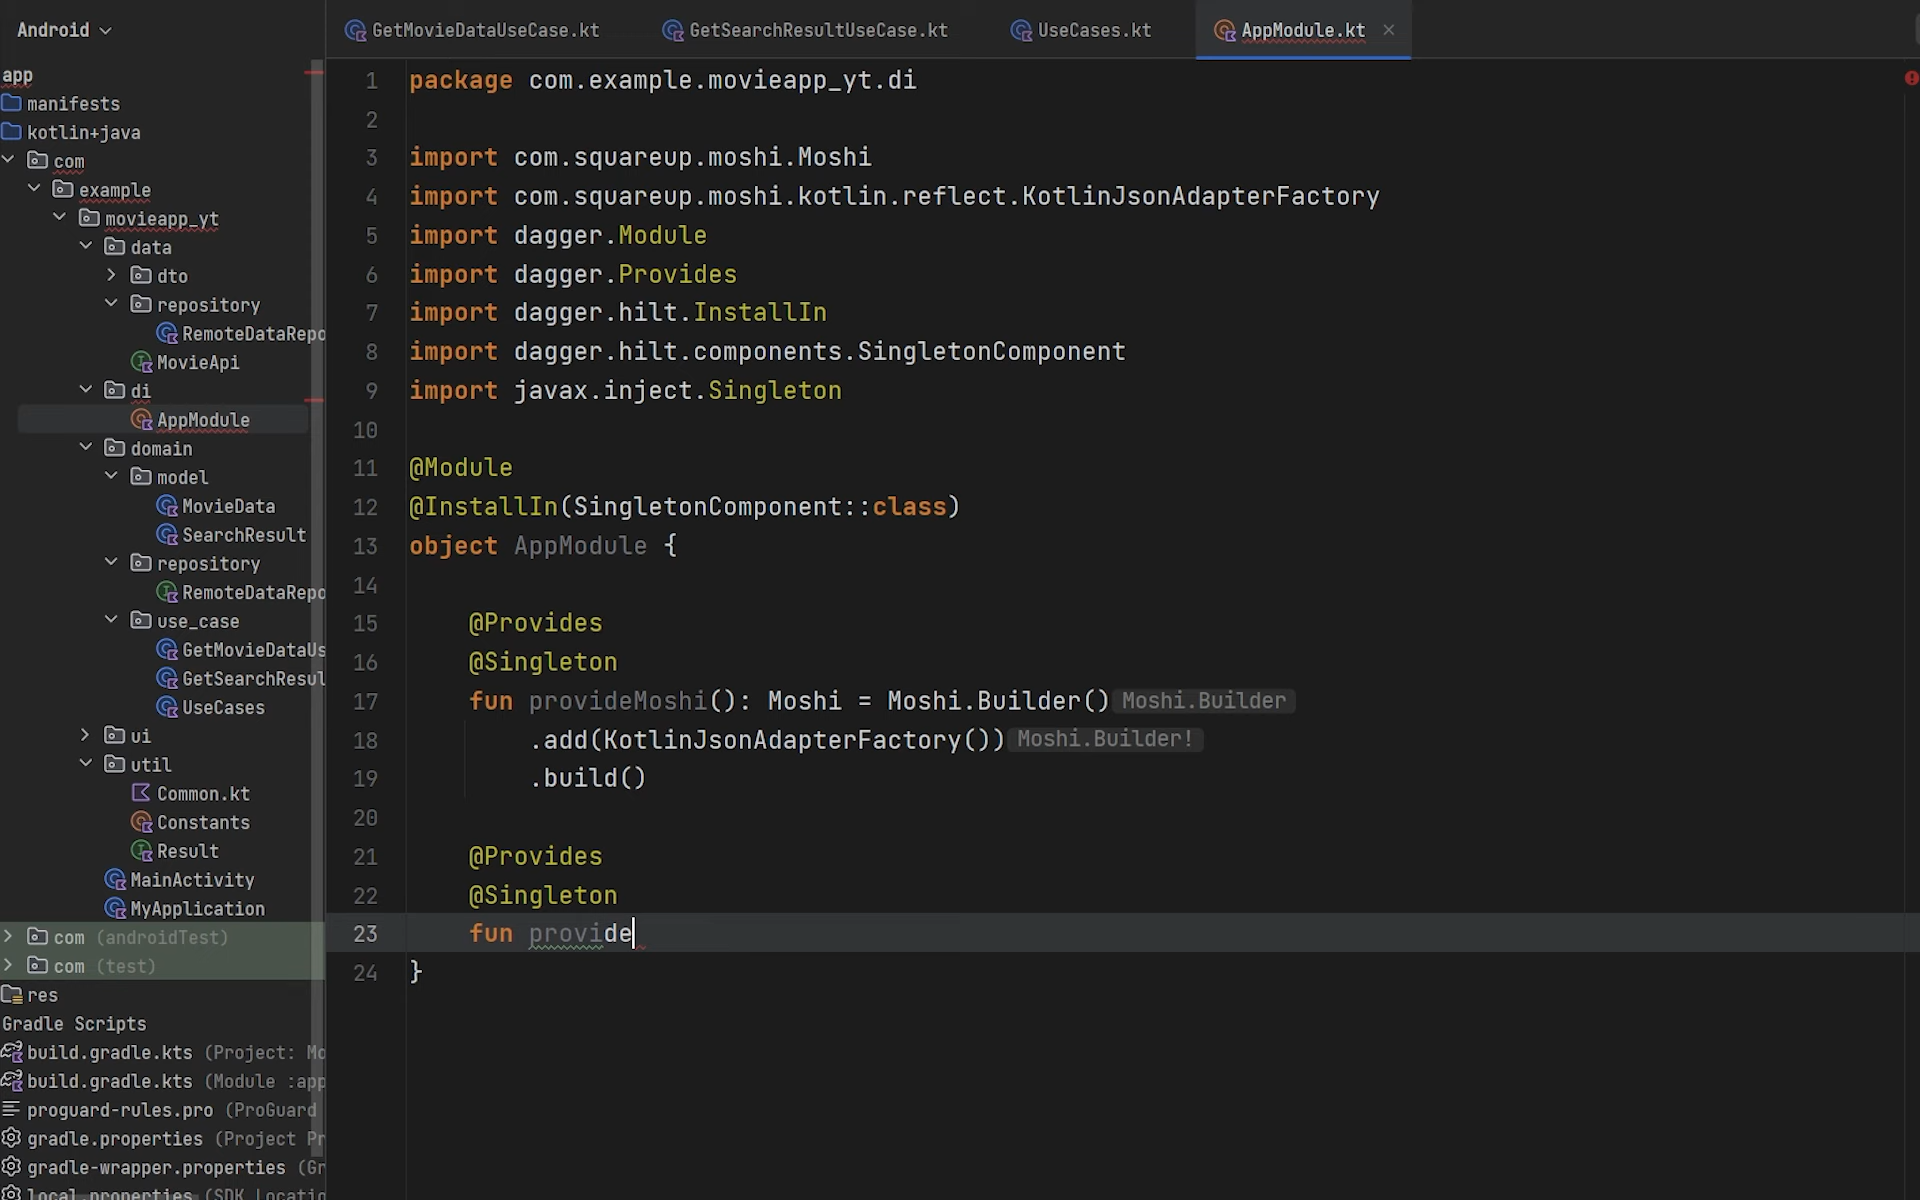 Android
GetMovieDataUseCase.kt
GetSearchResultUseCase.kt
UseCases.kt
AppModule.kt
app
manifests
kotlin+java
com
example
movieapp_yt
data
dto
repository
RemoteDataRepo
MovieApi
di
AppModule
domain
model
MovieData
SearchResult
repository
RemoteDataRepo
use_case
GetMovieDataUs
GetSearchResul
UseCases
ui
util
Common.kt
Constants
Result
MainActivity
MyApplication
com (androidTest)
com (test)
res
Gradle Scripts
build.gradle.kts (Project: Mo
build.gradle.kts (Module :app
proguard-rules.pro (ProGuard
gradle.properties (Project Pr
gradle-wrapper.properties (Gr
local.properties (SDK Locatio
1 package com.example.movieapp_yt.di
2
3 import com.squareup.moshi.Moshi
4 import com.squareup.moshi.kotlin.reflect.KotlinJsonAdapterFactory
5 import dagger.Module
6 import dagger.Provides
7 import dagger.hilt.InstallIn
8 import dagger.hilt.components.SingletonComponent
9 import javax.inject.Singleton
10
11 @Module
12 @InstallIn(SingletonComponent::class)
13 object AppModule {
14
15 @Provides
16 @Singleton
17 fun provideMoshi(): Moshi = Moshi.Builder() Moshi.Builder
18 .add(KotlinJsonAdapterFactory()) Moshi.Builder!
19 .build()
20
21 @Provides
22 @Singleton
23 fun provide
24 }